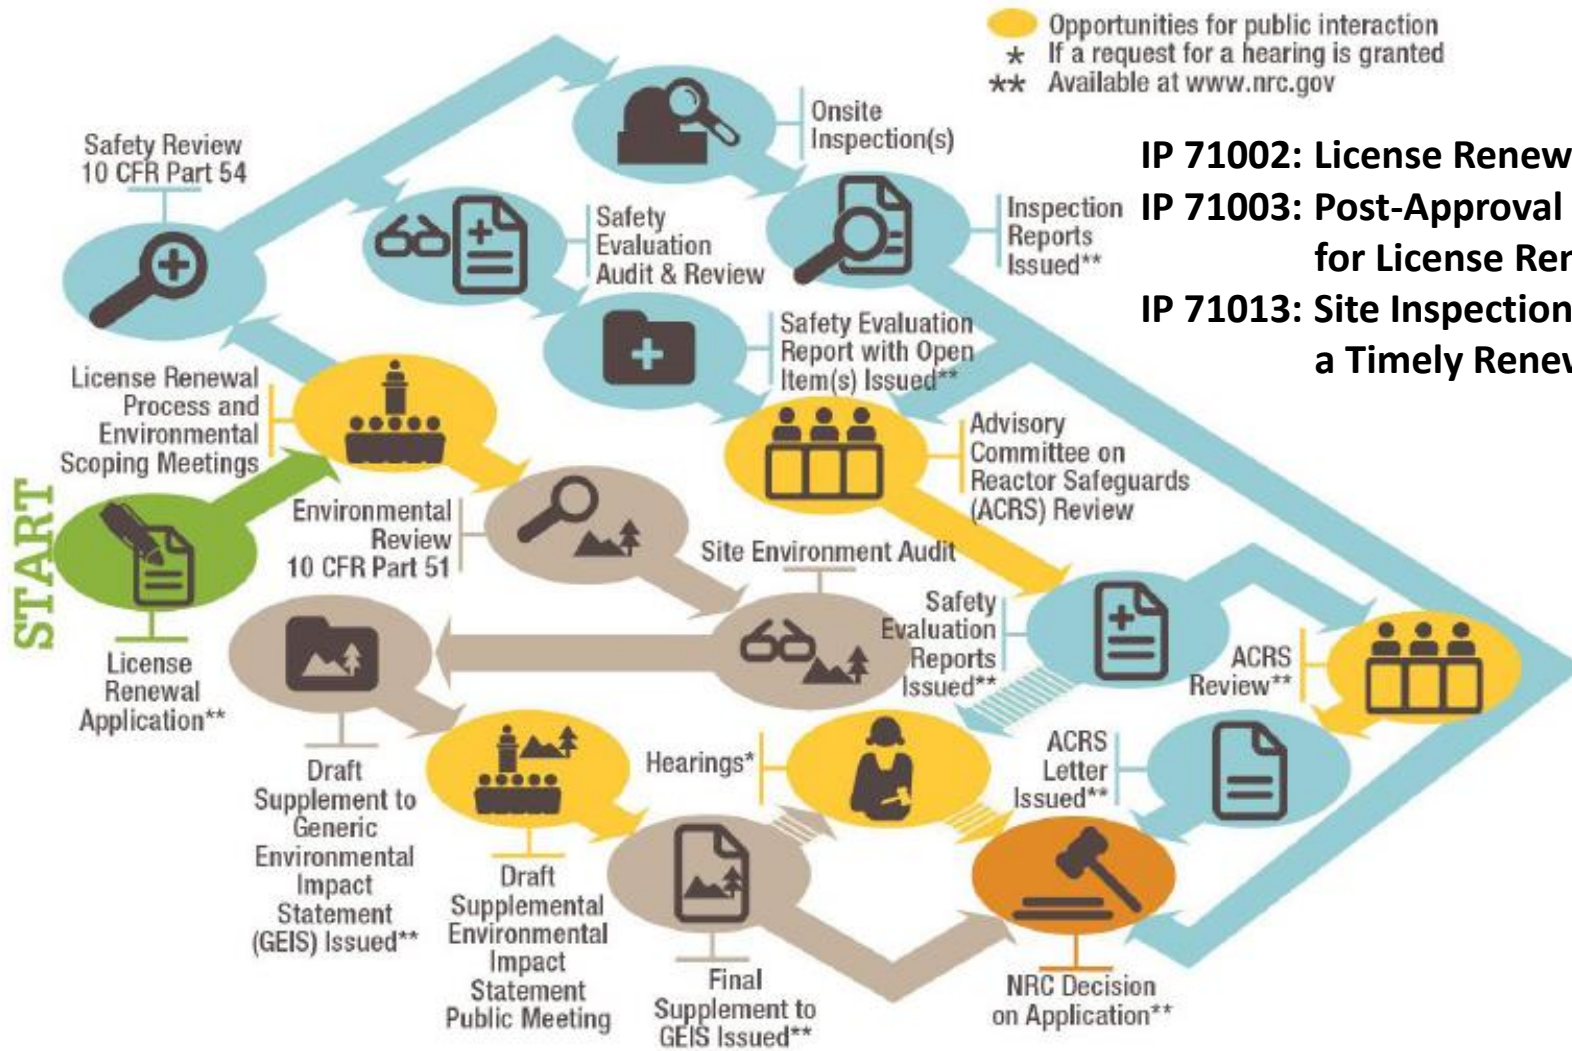 Opportunities for public interaction
* If a request for a hearing is granted
** Available at www.nrc.gov
Safety Review
10 CFR Part 54
Onsite
Inspection(s)
IP 71002: License Renew
IP 71003: Post-Approval
for License Ren
IP 71013: Site Inspection
a Timely Renew
Inspection
Reports
Issued**
Safety
Evaluation
Audit & Review
Safety Evaluation
Report with Open
Item(s) Issued**
License Renewal
Process and
Environmental
Scoping Meetings
Advisory
Committee on
Reactor Safeguards
(ACRS) Review
START
Environmental
Review
10 CFR Part 51
Site Environment Audit
License
Renewal
Application**
Safety
Evaluation
Reports
Issued**
ACRS
Review**
Draft
Supplement to
Generic
Environmental
Impact
Statement
(GEIS) Issued**
Hearings*
ACRS
Letter
Issued**
Draft
Supplemental
Environmental
Impact
Statement
Public Meeting
Final
Supplement to
GEIS Issued**
NRC Decision
on Application**